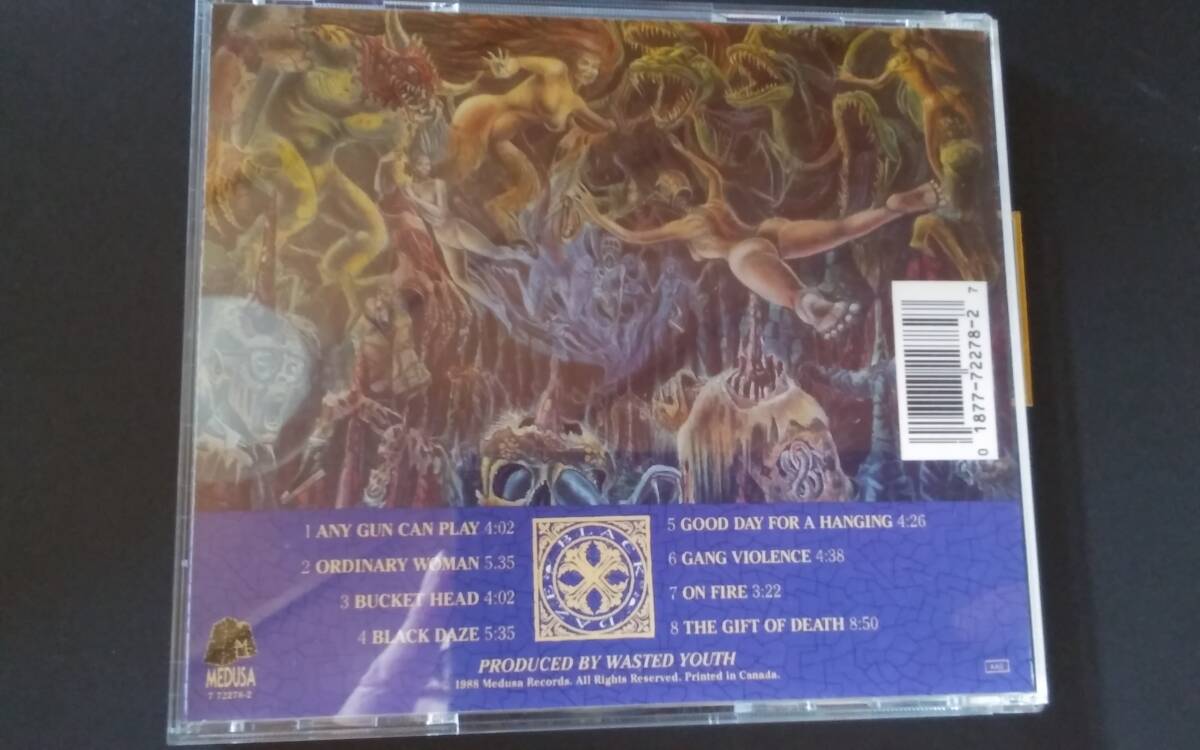 0 1877-72278-2 7
1 ANY GUN CAN PLAY 4:02
2 ORDINARY WOMAN 5.35
3 BUCKET HEAD 4:02
4 BLACK DAZE 5:35
BLACK DAZE
5 GOOD DAY FOR A HANGING 4:26
6 GANG VIOLENCE 4:38
7 ON FIRE 3:22
8 THE GIFT OF DEATH 8:50
PRODUCED BY WASTED YOUTH
1988 Medusa Records. All Rights Reserved. Printed in Canada.
M
MEDUSA
7 72278-2